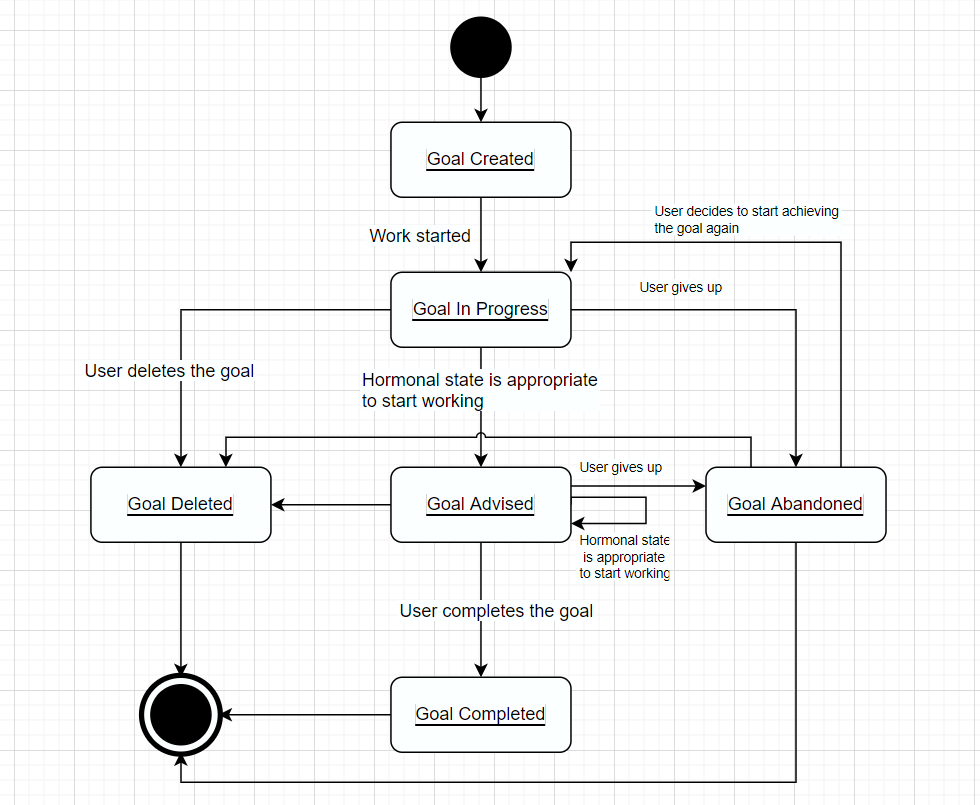 Goal Created
User decides to start achieving
the goal again
Work started
User gives up
Goal In Progress
User deletes the goal
Hormonal state is appropriate
to start working
User gives up
Goal Deleted
Goal Advised
Goal Abandoned
Hormonal state
is appropriate
to start working
User completes the goal
Goal Completed